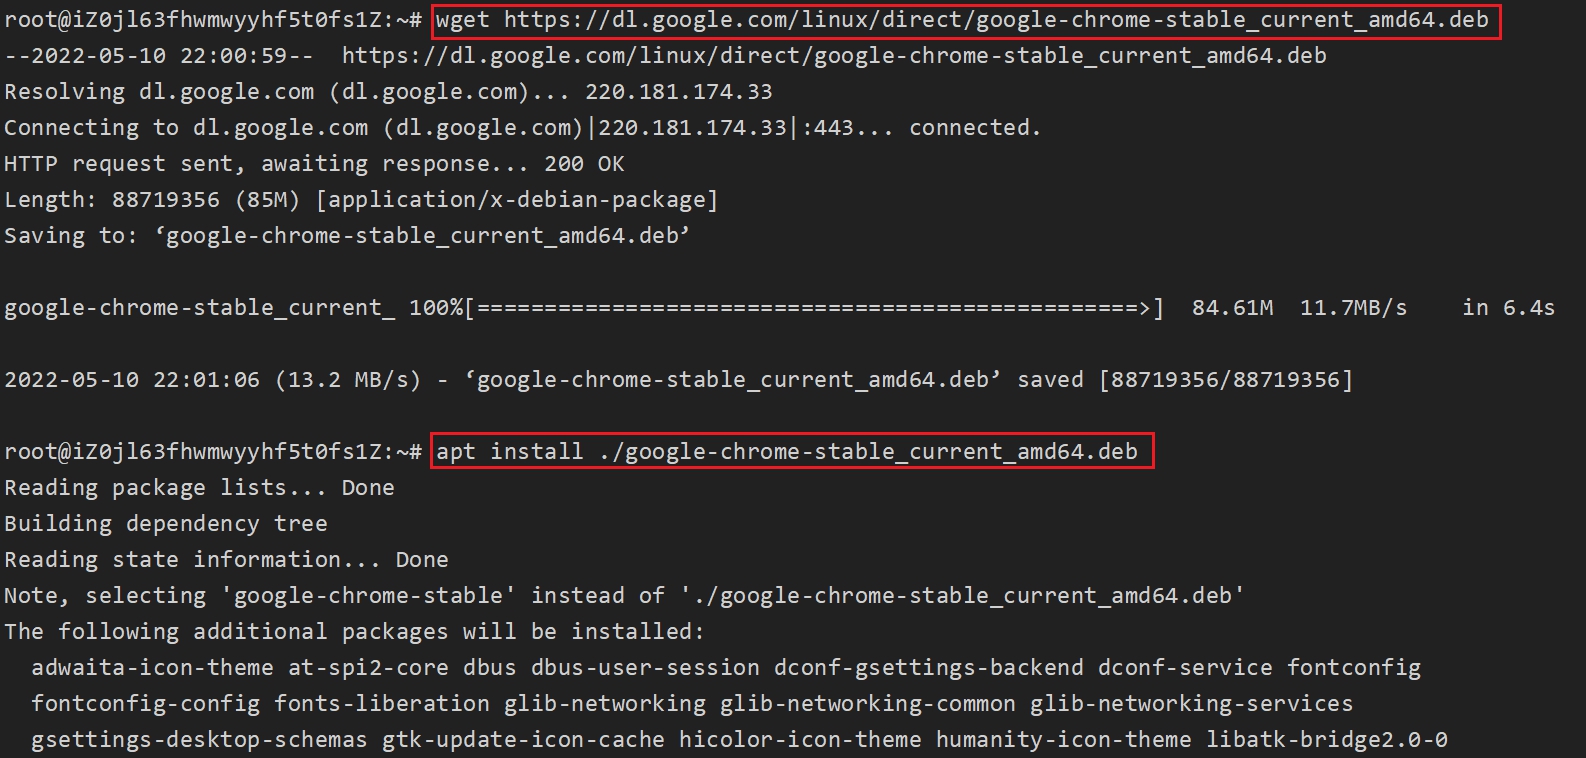 root@iZ0jl63fhwmwyyhf5t0fs1Z:~# wget https://dl.google.com/linux/direct/google-chrome-stable_current_amd64.deb
--2022-05-10 22:00:59--  https://dl.google.com/linux/direct/google-chrome-stable_current_amd64.deb
Resolving dl.google.com (dl.google.com)... 220.181.174.33
Connecting to dl.google.com (dl.google.com)|220.181.174.33|:443... connected.
HTTP request sent, awaiting response... 200 OK
Length: 88719356 (85M) [application/x-debian-package]
Saving to: ‘google-chrome-stable_current_amd64.deb’
google-chrome-stable_current_ 100%[=================================================>]  84.61M  11.7MB/s    in 6.4s
2022-05-10 22:01:06 (13.2 MB/s) - ‘google-chrome-stable_current_amd64.deb’ saved [88719356/88719356]
root@iZ0jl63fhwmwyyhf5t0fs1Z:~# apt install ./google-chrome-stable_current_amd64.deb
Reading package lists... Done
Building dependency tree
Reading state information... Done
Note, selecting 'google-chrome-stable' instead of './google-chrome-stable_current_amd64.deb'
The following additional packages will be installed:
  adwaita-icon-theme at-spi2-core dbus dbus-user-session dconf-gsettings-backend dconf-service fontconfig
  fontconfig-config fonts-liberation glib-networking glib-networking-common glib-networking-services
  gsettings-desktop-schemas gtk-update-icon-cache hicolor-icon-theme humanity-icon-theme libatk-bridge2.0-0